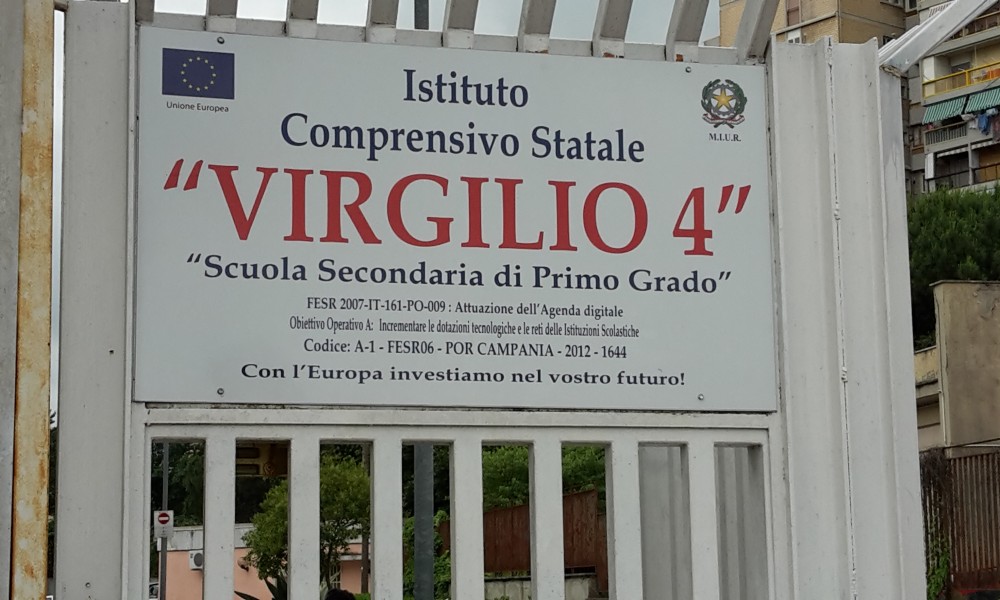 Unione Europea
M.I.U.R.
Istituto
Comprensivo Statale
“VIRGILIO 4”
“Scuola Secondaria di Primo Grado”
FESR 2007-IT-161-PO-009 : Attuazione dell’Agenda digitale
Obiettivo Operativo A: Incrementare le dotazioni tecnologiche e le reti delle Istituzioni Scolastiche
Codice: A-1 - FESR06 - POR CAMPANIA - 2012 - 1644
Con l’Europa investiamo nel vostro futuro!